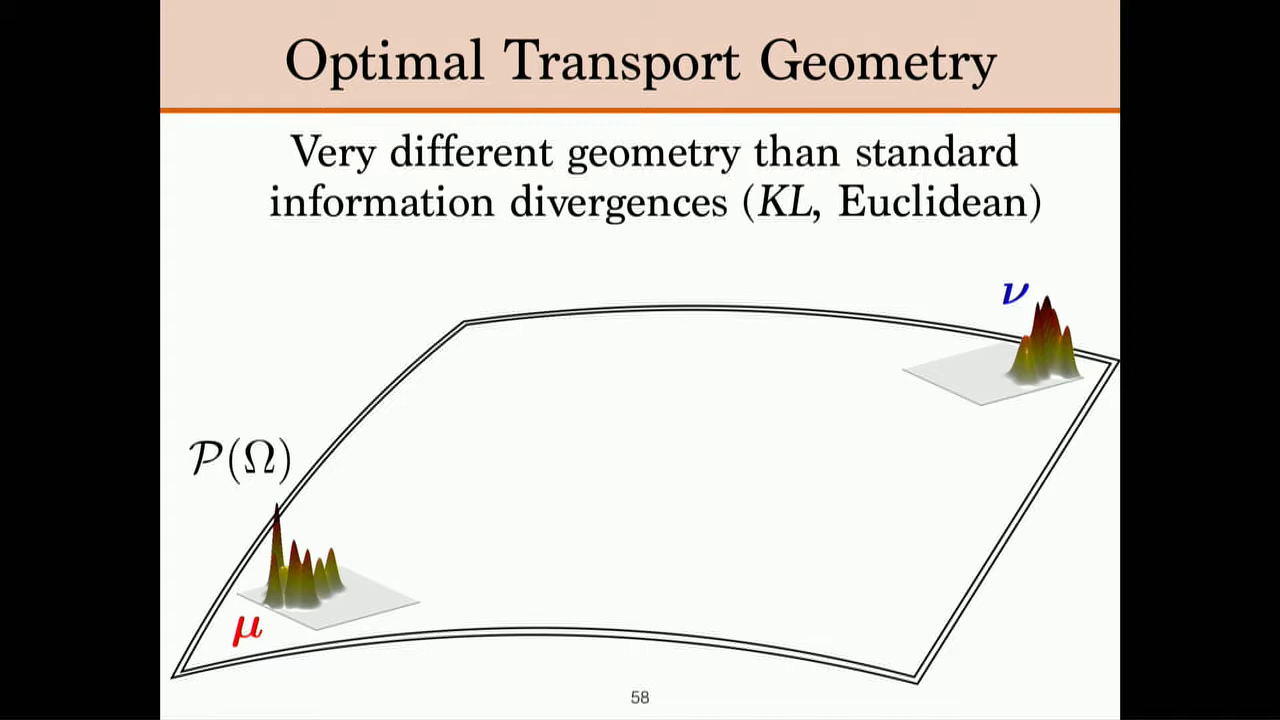 Optimal Transport Geometry
Very different geometry than standard
information divergences (KL, Euclidean)
ν
𝒫(Ω)
μ
58